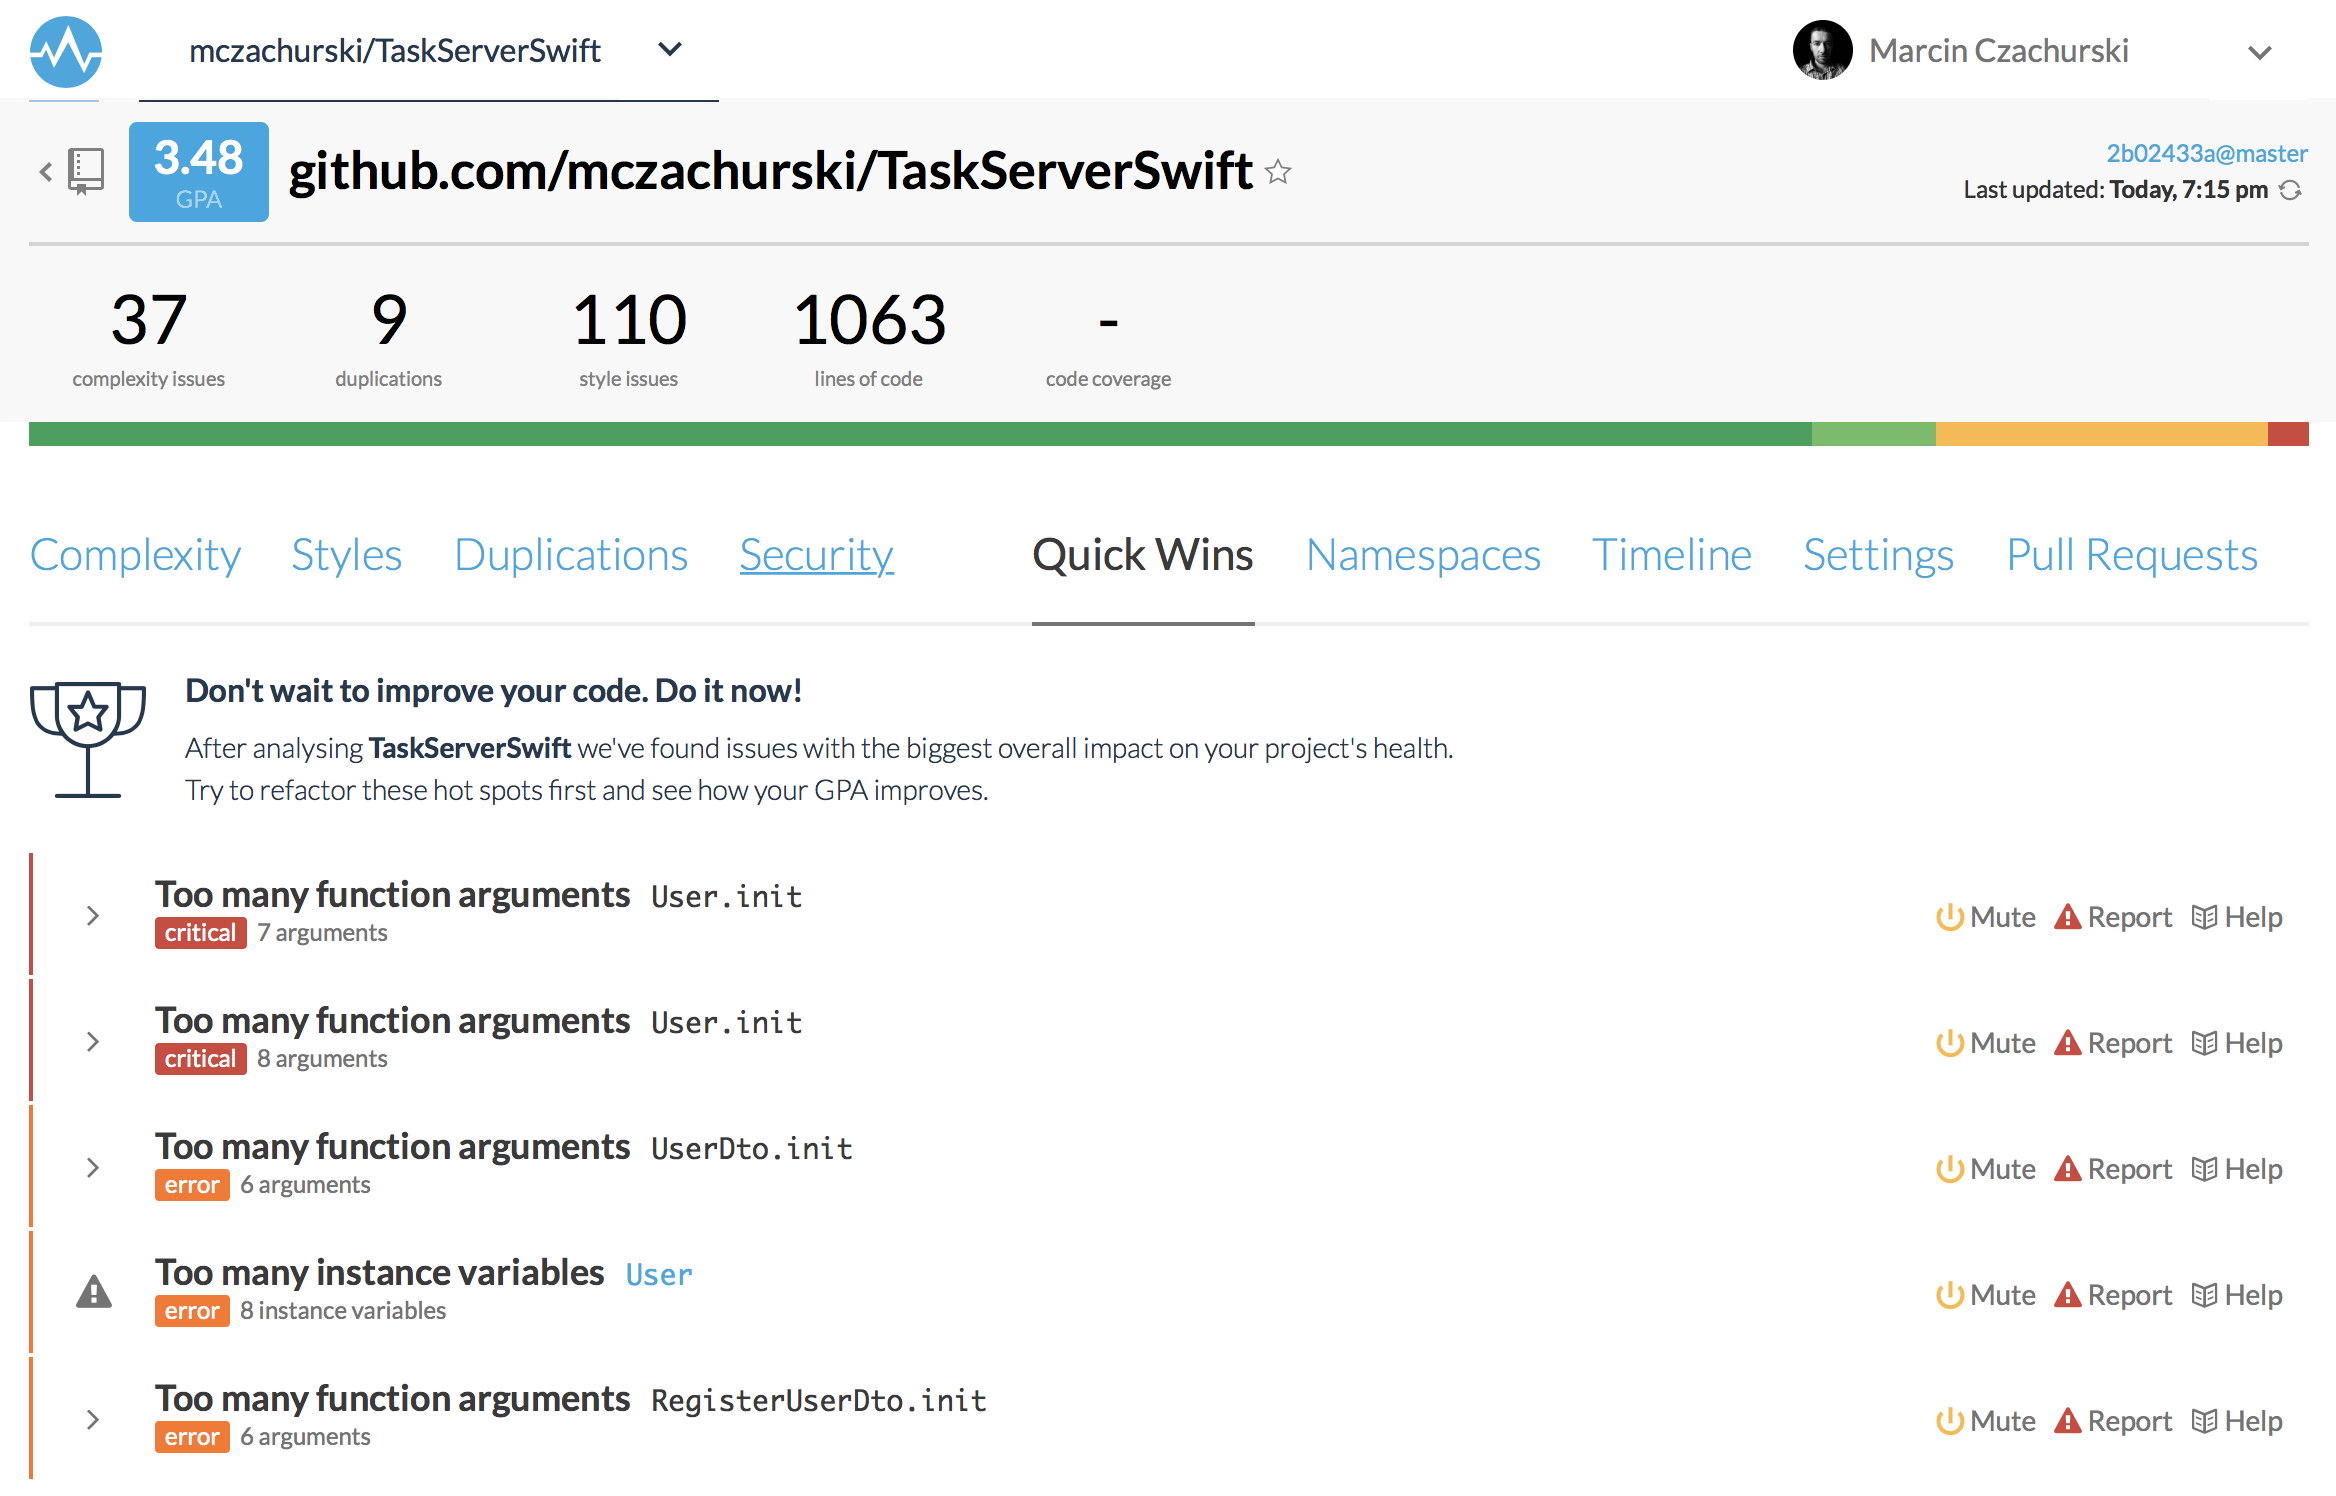 mczachurski/TaskServerSwift
Marcin Czachurski
3.48
GPA
github.com/mczachurski/TaskServerSwift
2b02433a@master
Last updated: Today, 7:15 pm
37
complexity issues
9
duplications
110
style issues
1063
lines of code
-
code coverage
Complexity Styles Duplications Security Quick Wins Namespaces Timeline Settings Pull Requests
Don't wait to improve your code. Do it now!
After analysing TaskServerSwift we've found issues with the biggest overall impact on your project's health.
Try to refactor these hot spots first and see how your GPA improves.
Too many function arguments User.init
critical 7 arguments
Mute Report Help
Too many function arguments User.init
critical 8 arguments
Mute Report Help
Too many function arguments UserDto.init
error 6 arguments
Mute Report Help
Too many instance variables User
error 8 instance variables
Mute Report Help
Too many function arguments RegisterUserDto.init
error 6 arguments
Mute Report Help